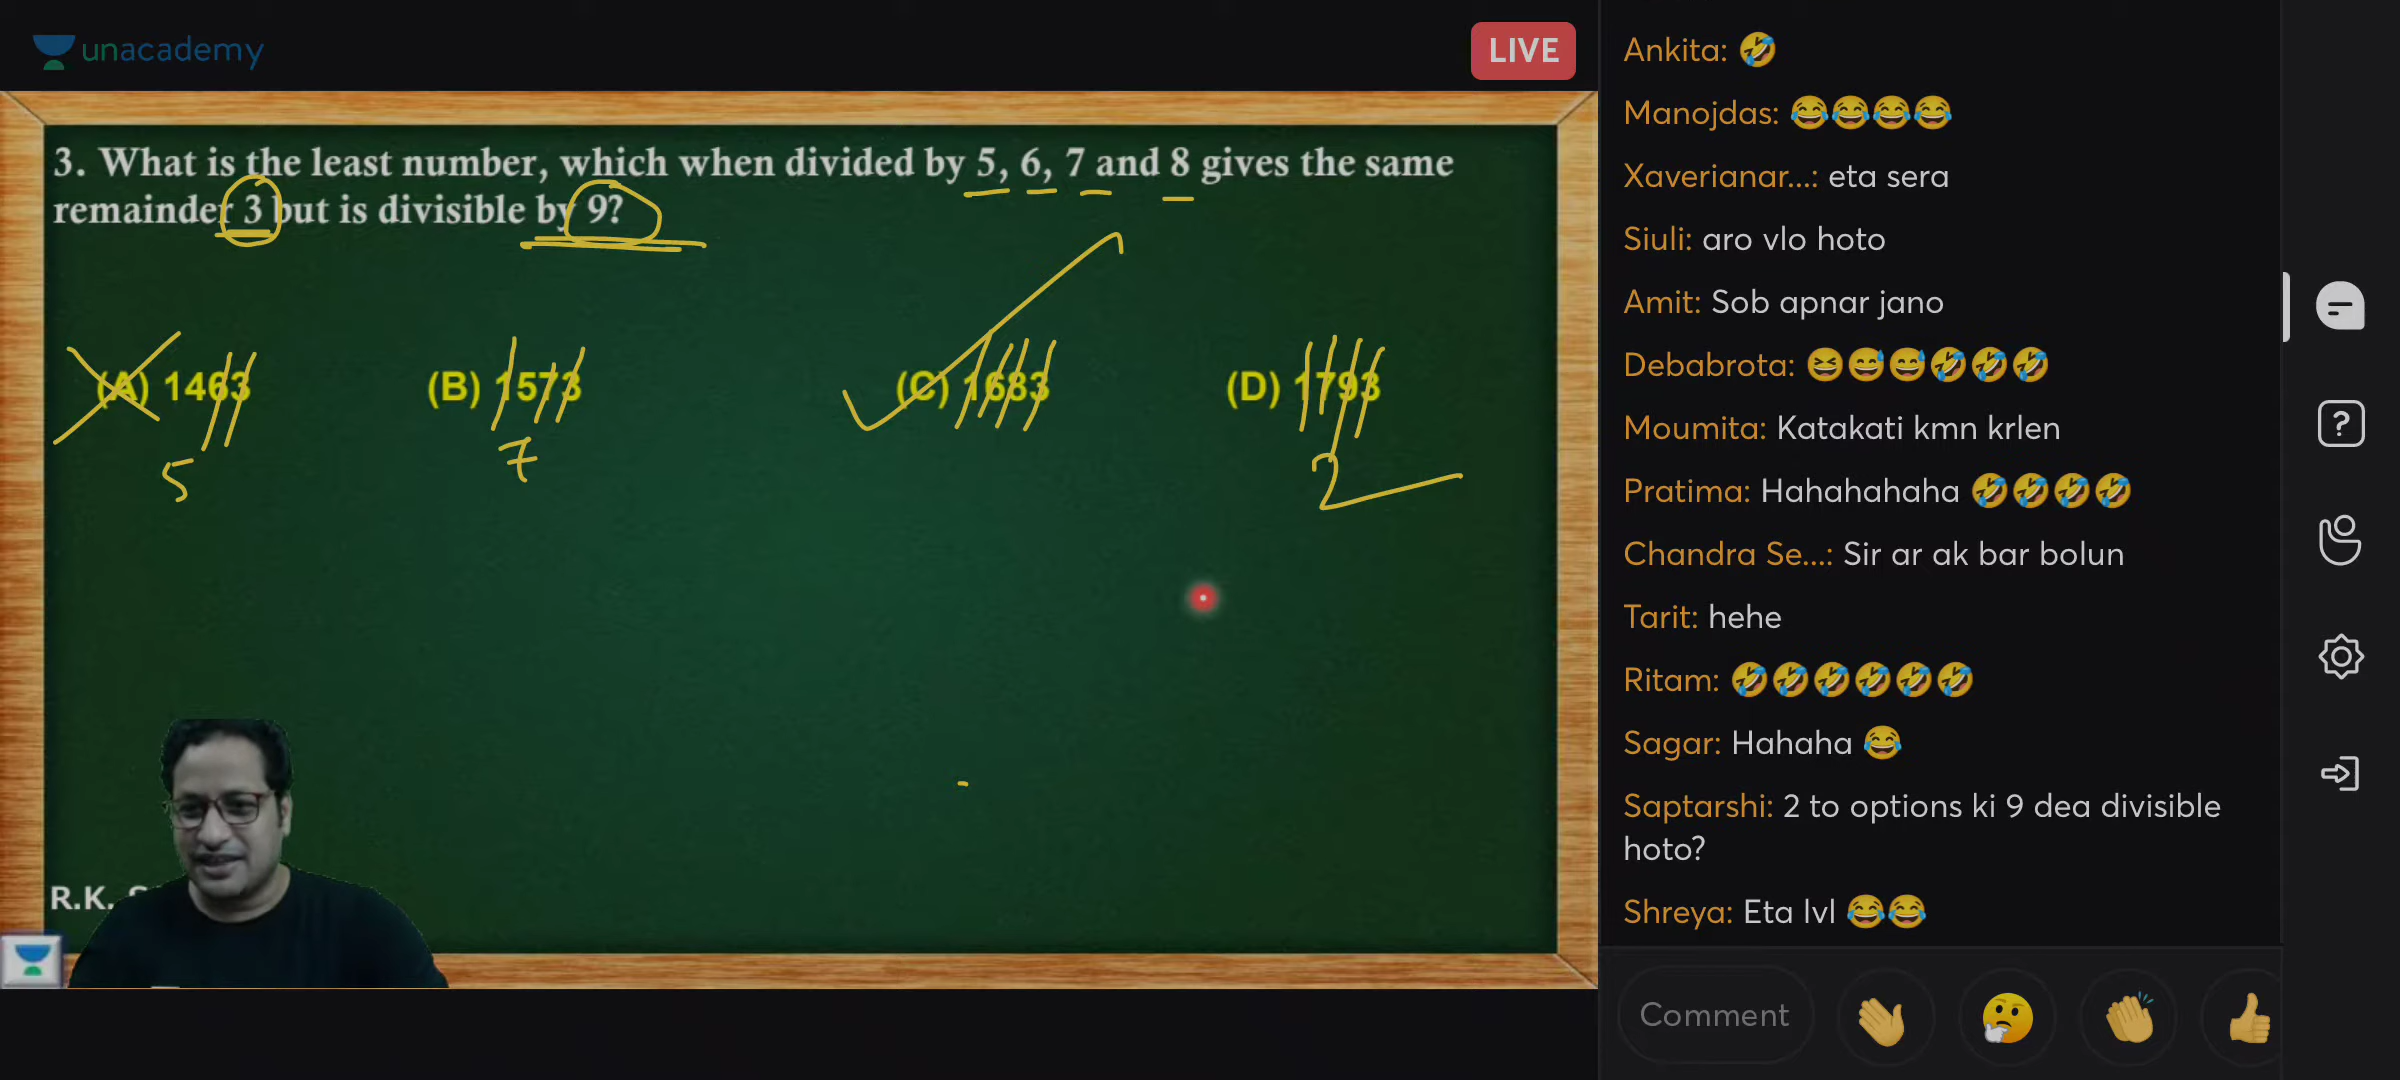 unacademy
LIVE
3. What is the least number, which when divided by 5, 6, 7 and 8 gives the same
remainder 3 but is divisible by 9?
(A) 1463
(B) 1573
(C) 1683
(D) 1793
5
7
2
R.K.
Ankita: 🤣
Manojdas: 😂😂😂😂
Xaverianar...: eta sera
Siuli: aro vlo hoto
Amit: Sob apnar jano
Debabrota: 😆😅😅🤣🤣🤣
Moumita: Katakati kmn krlen
Pratima: Hahahahaha 🤣🤣🤣🤣
Chandra Se...: Sir ar ak bar bolun
Tarit: hehe
Ritam: 🤣🤣🤣🤣🤣🤣
Sagar: Hahaha 😂
Saptarshi: 2 to options ki 9 dea divisible
hoto?
Shreya: Eta lvl 😂😂
Comment